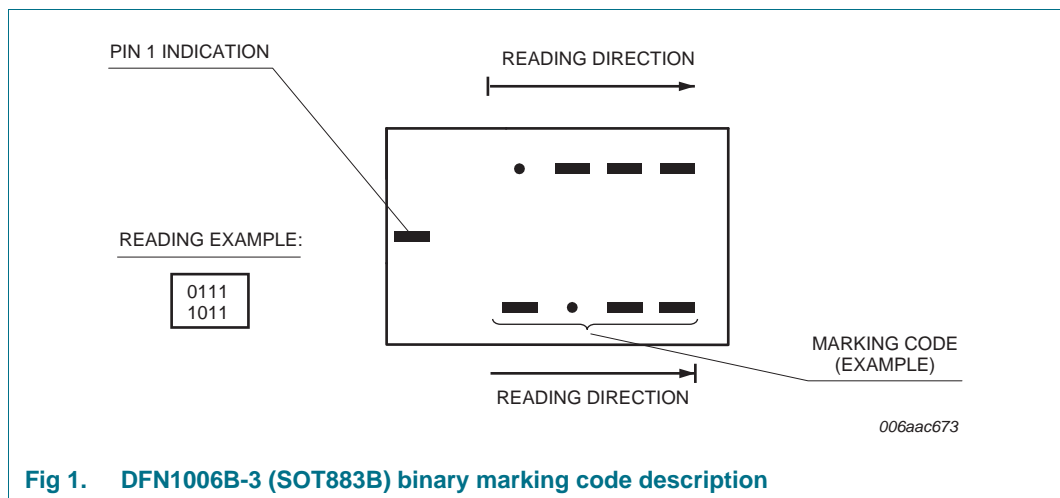 PIN 1 INDICATION
READING DIRECTION
READING EXAMPLE:
0111
1011
MARKING CODE
(EXAMPLE)
READING DIRECTION
006aac673
Fig 1. DFN1006B-3 (SOT883B) binary marking code description